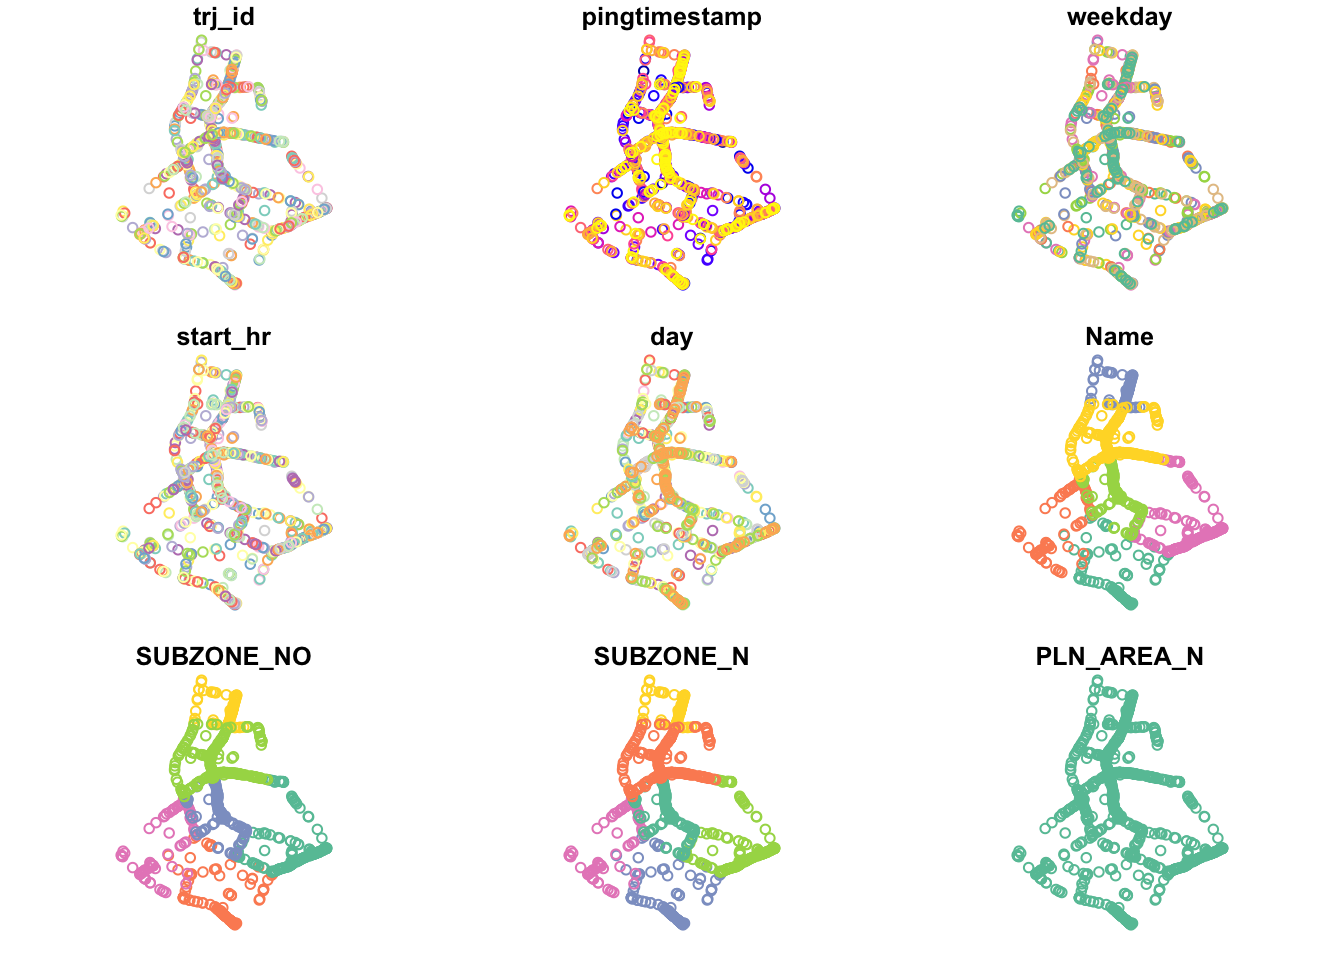 trj_id
pingtimestamp
weekday
start_hr
day
Name
SUBZONE_NO
SUBZONE_N
PLN_AREA_N